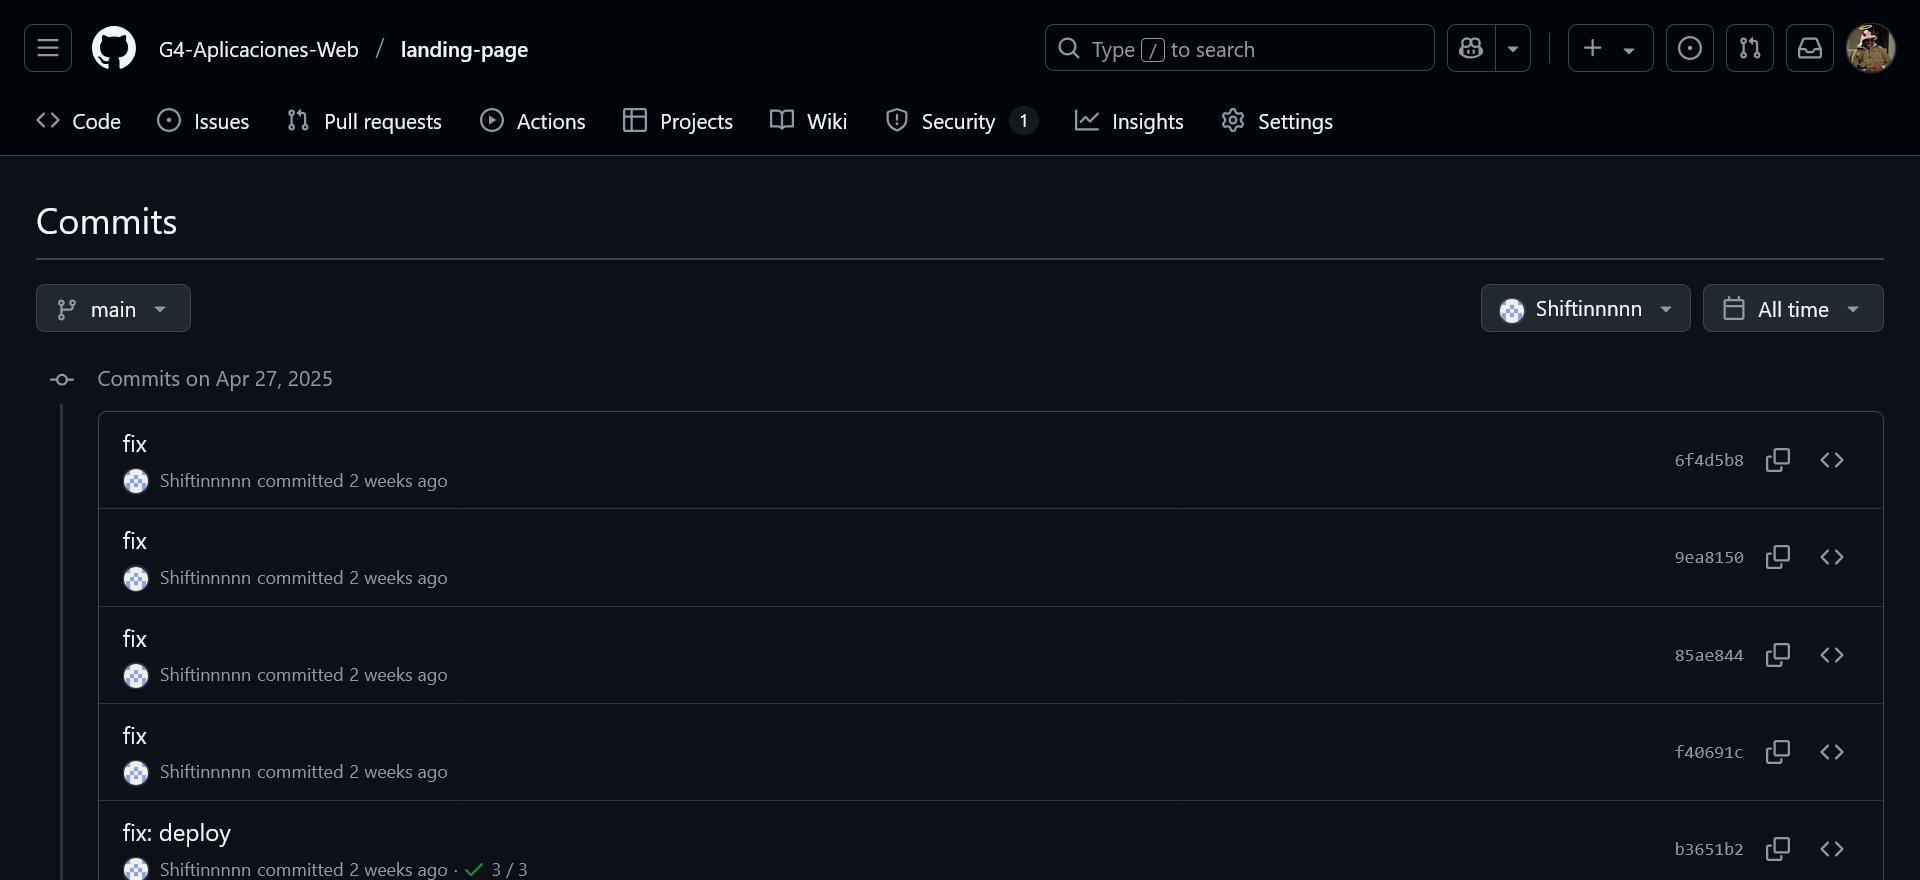 G4-Aplicaciones-Web / landing-page
Type / to search
Code Issues Pull requests Actions Projects Wiki Security 1 Insights Settings
Commits
main Shiftinnnnn All time
Commits on Apr 27, 2025
fix
Shiftinnnnn committed 2 weeks ago
6f4d5b8
fix
Shiftinnnnn committed 2 weeks ago
9ea8150
fix
Shiftinnnnn committed 2 weeks ago
85ae844
fix
Shiftinnnnn committed 2 weeks ago
f40691c
fix: deploy
Shiftinnnnn committed 2 weeks ago · 3 / 3
b3651b2